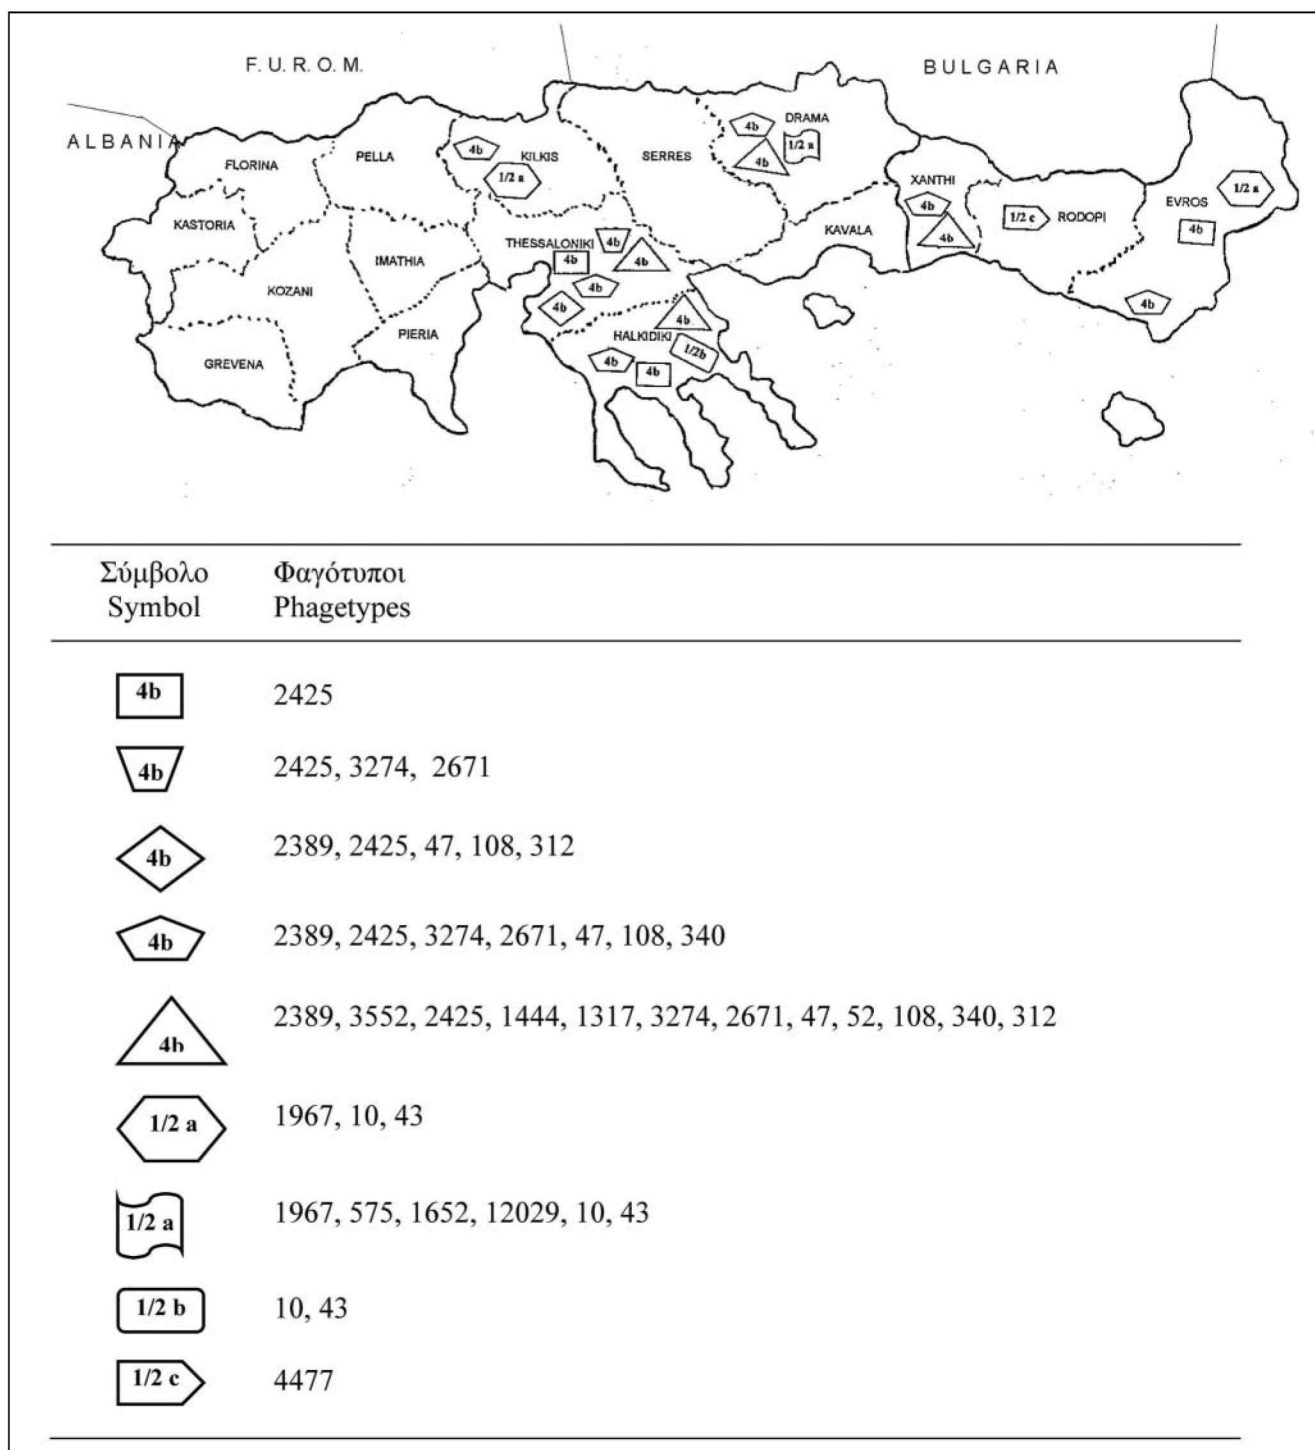 F. U. R. O. M.
BULGARIA
ALBANIA
DRAMA
4b
1/2 a
4b
FLORINA
PELLA
4b
KILKIS
1/2 a
SERRES
XANTHI
4b
4b
1/2 c
RODOPI
EVROS
1/2 a
4b
4b
KASTORIA
KAVALA
THESSALONIKI
4b
4b
4b
4b
4b
IMATHIA
KOZANI
PIERIA
GREVENA
HALKIDIKI
4b
1/2b
4b
4b
Σύμβολο Φαγότυποι
Symbol Phagetypes
4b 2425
4b 2425, 3274, 2671
4b 2389, 2425, 47, 108, 312
4b 2389, 2425, 3274, 2671, 47, 108, 340
4b 2389, 3552, 2425, 1444, 1317, 3274, 2671, 47, 52, 108, 340, 312
1/2 a 1967, 10, 43
1/2 a 1967, 575, 1652, 12029, 10, 43
1/2 b 10, 43
1/2 c 4477